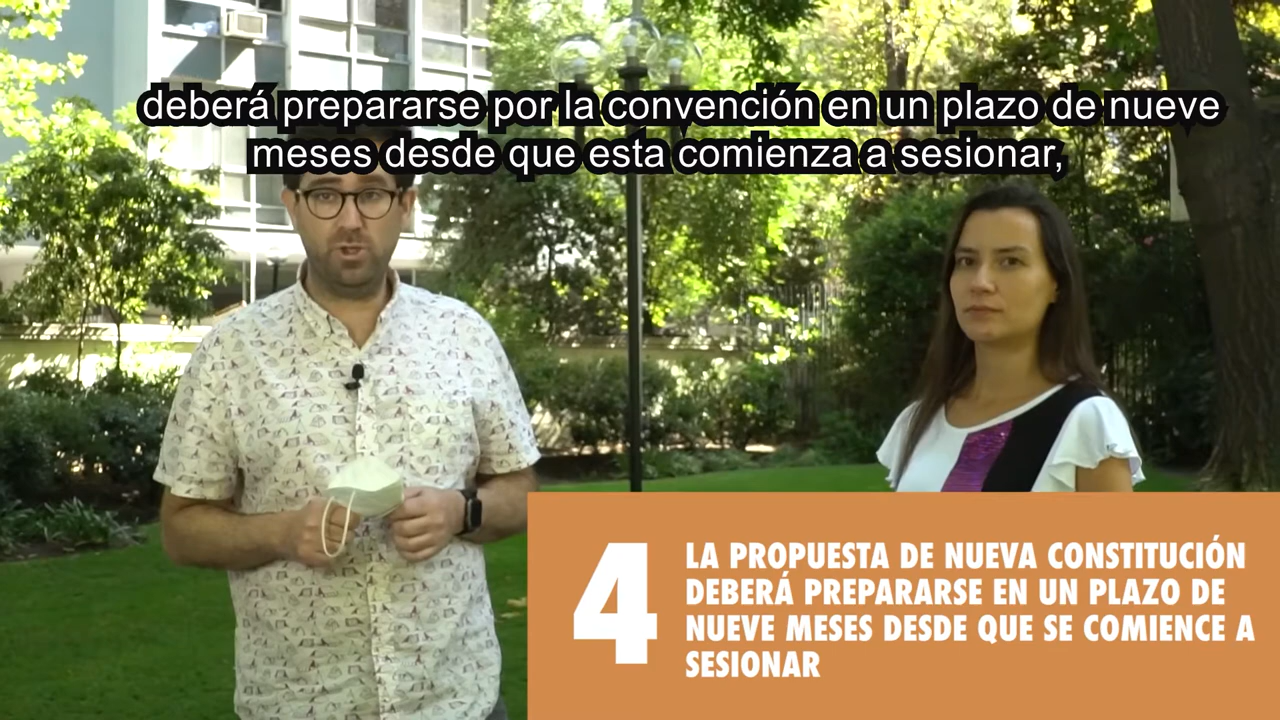 deberá prepararse por la convención en un plazo de nueve
meses desde que esta comienza a sesionar,
4
LA PROPUESTA DE NUEVA CONSTITUCIÓN
DEBERÁ PREPARARSE EN UN PLAZO DE
NUEVE MESES DESDE QUE SE COMIENCE A
SESIONAR